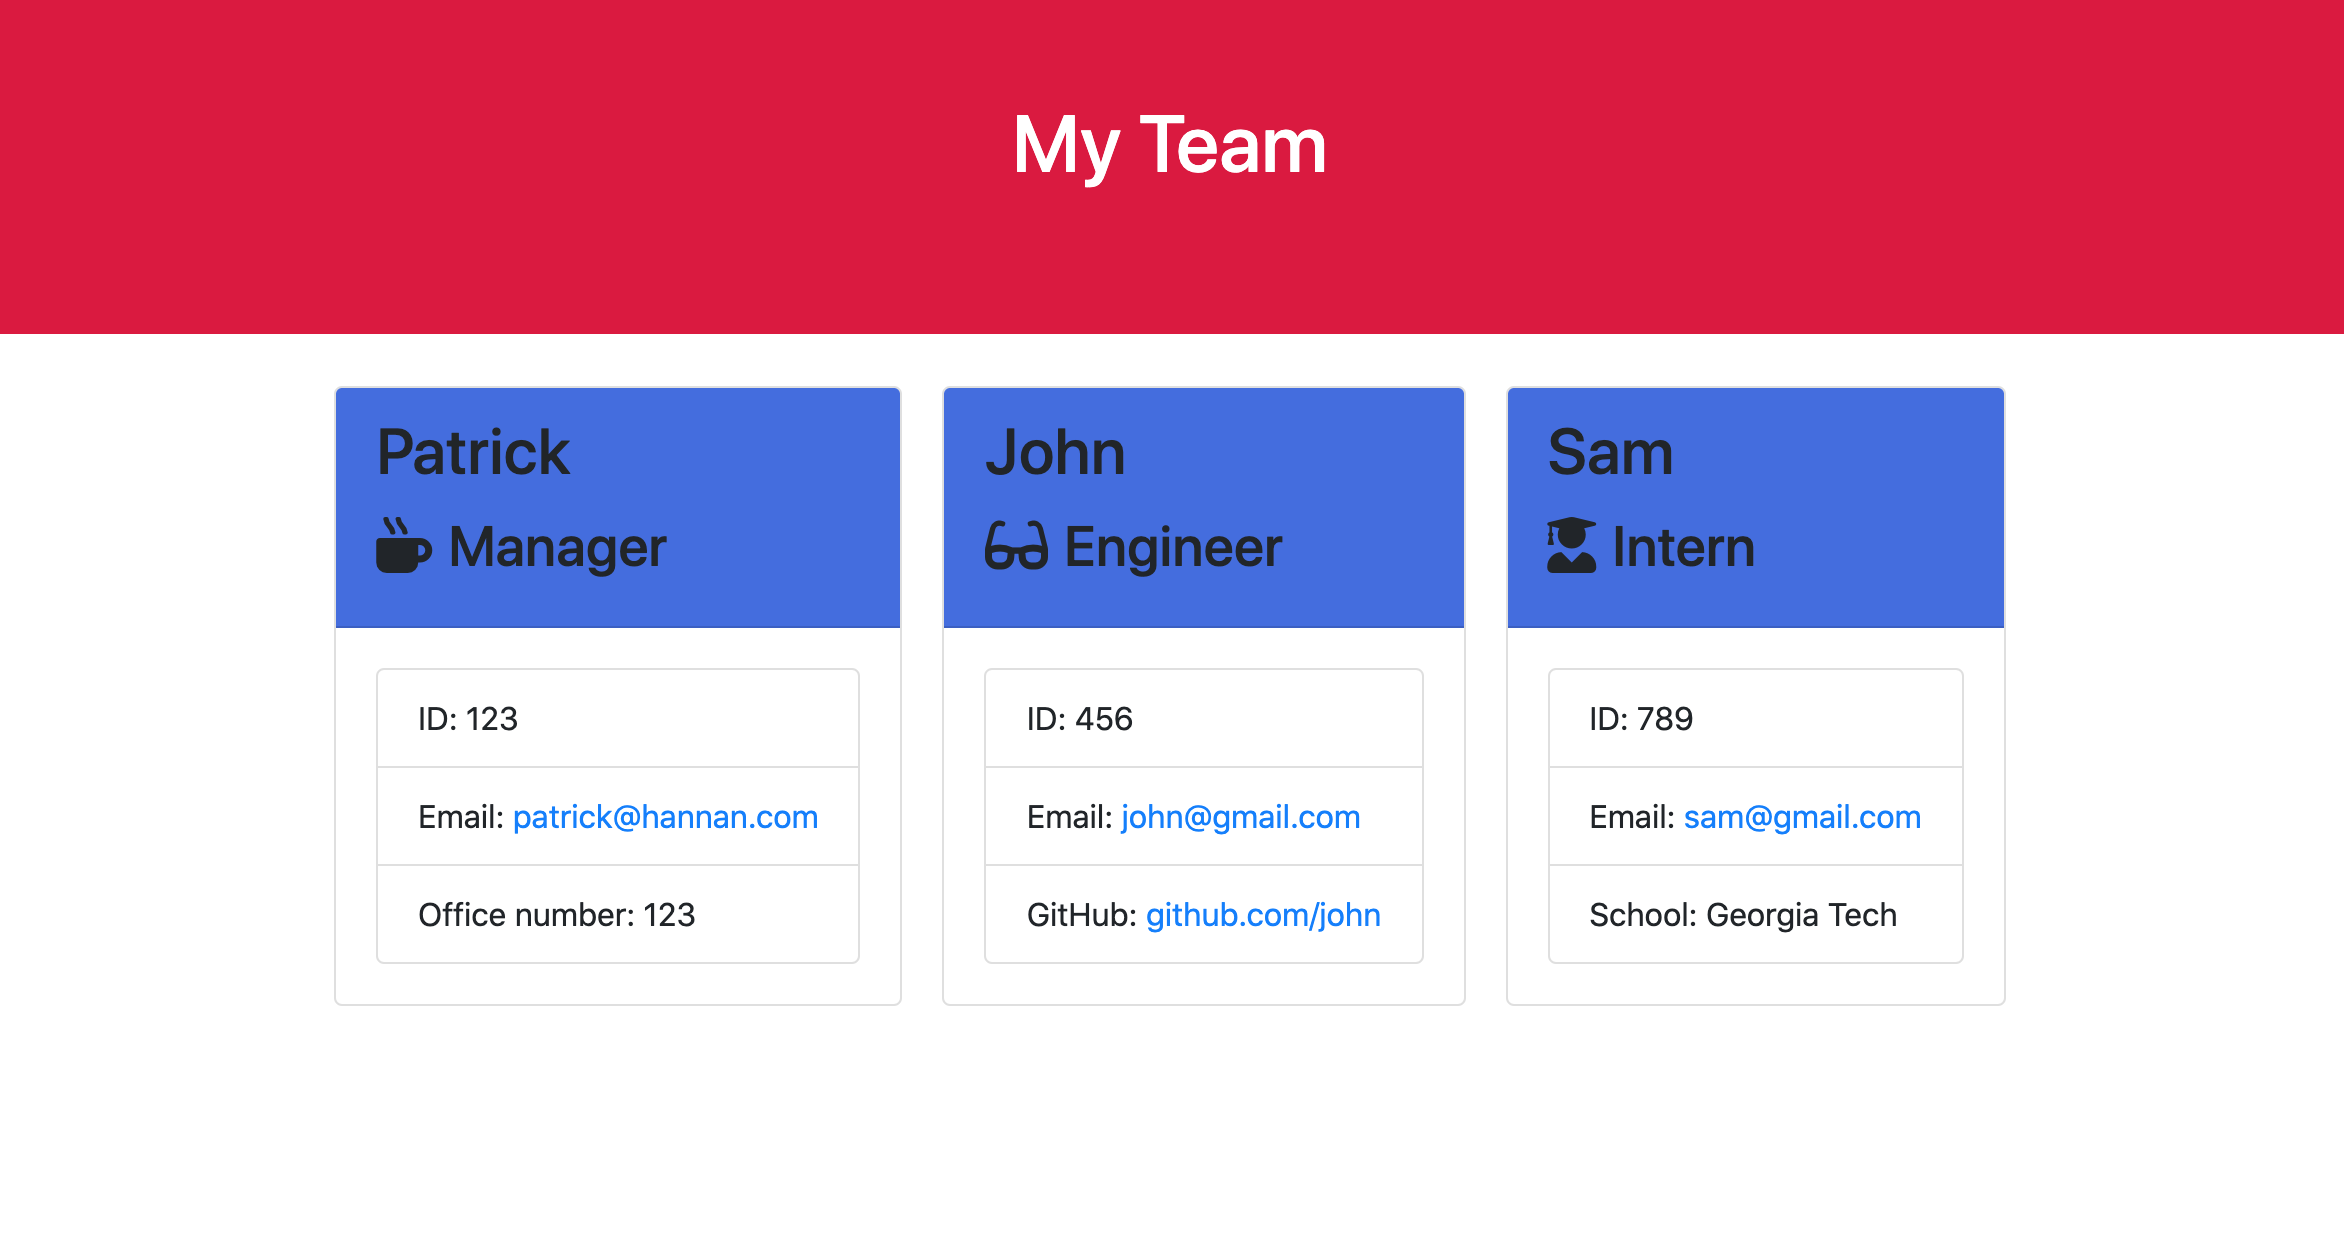 My Team
Patrick
Manager
ID: 123
Email: patrick@hannan.com
Office number: 123
John
Engineer
ID: 456
Email: john@gmail.com
GitHub: github.com/john
Sam
Intern
ID: 789
Email: sam@gmail.com
School: Georgia Tech